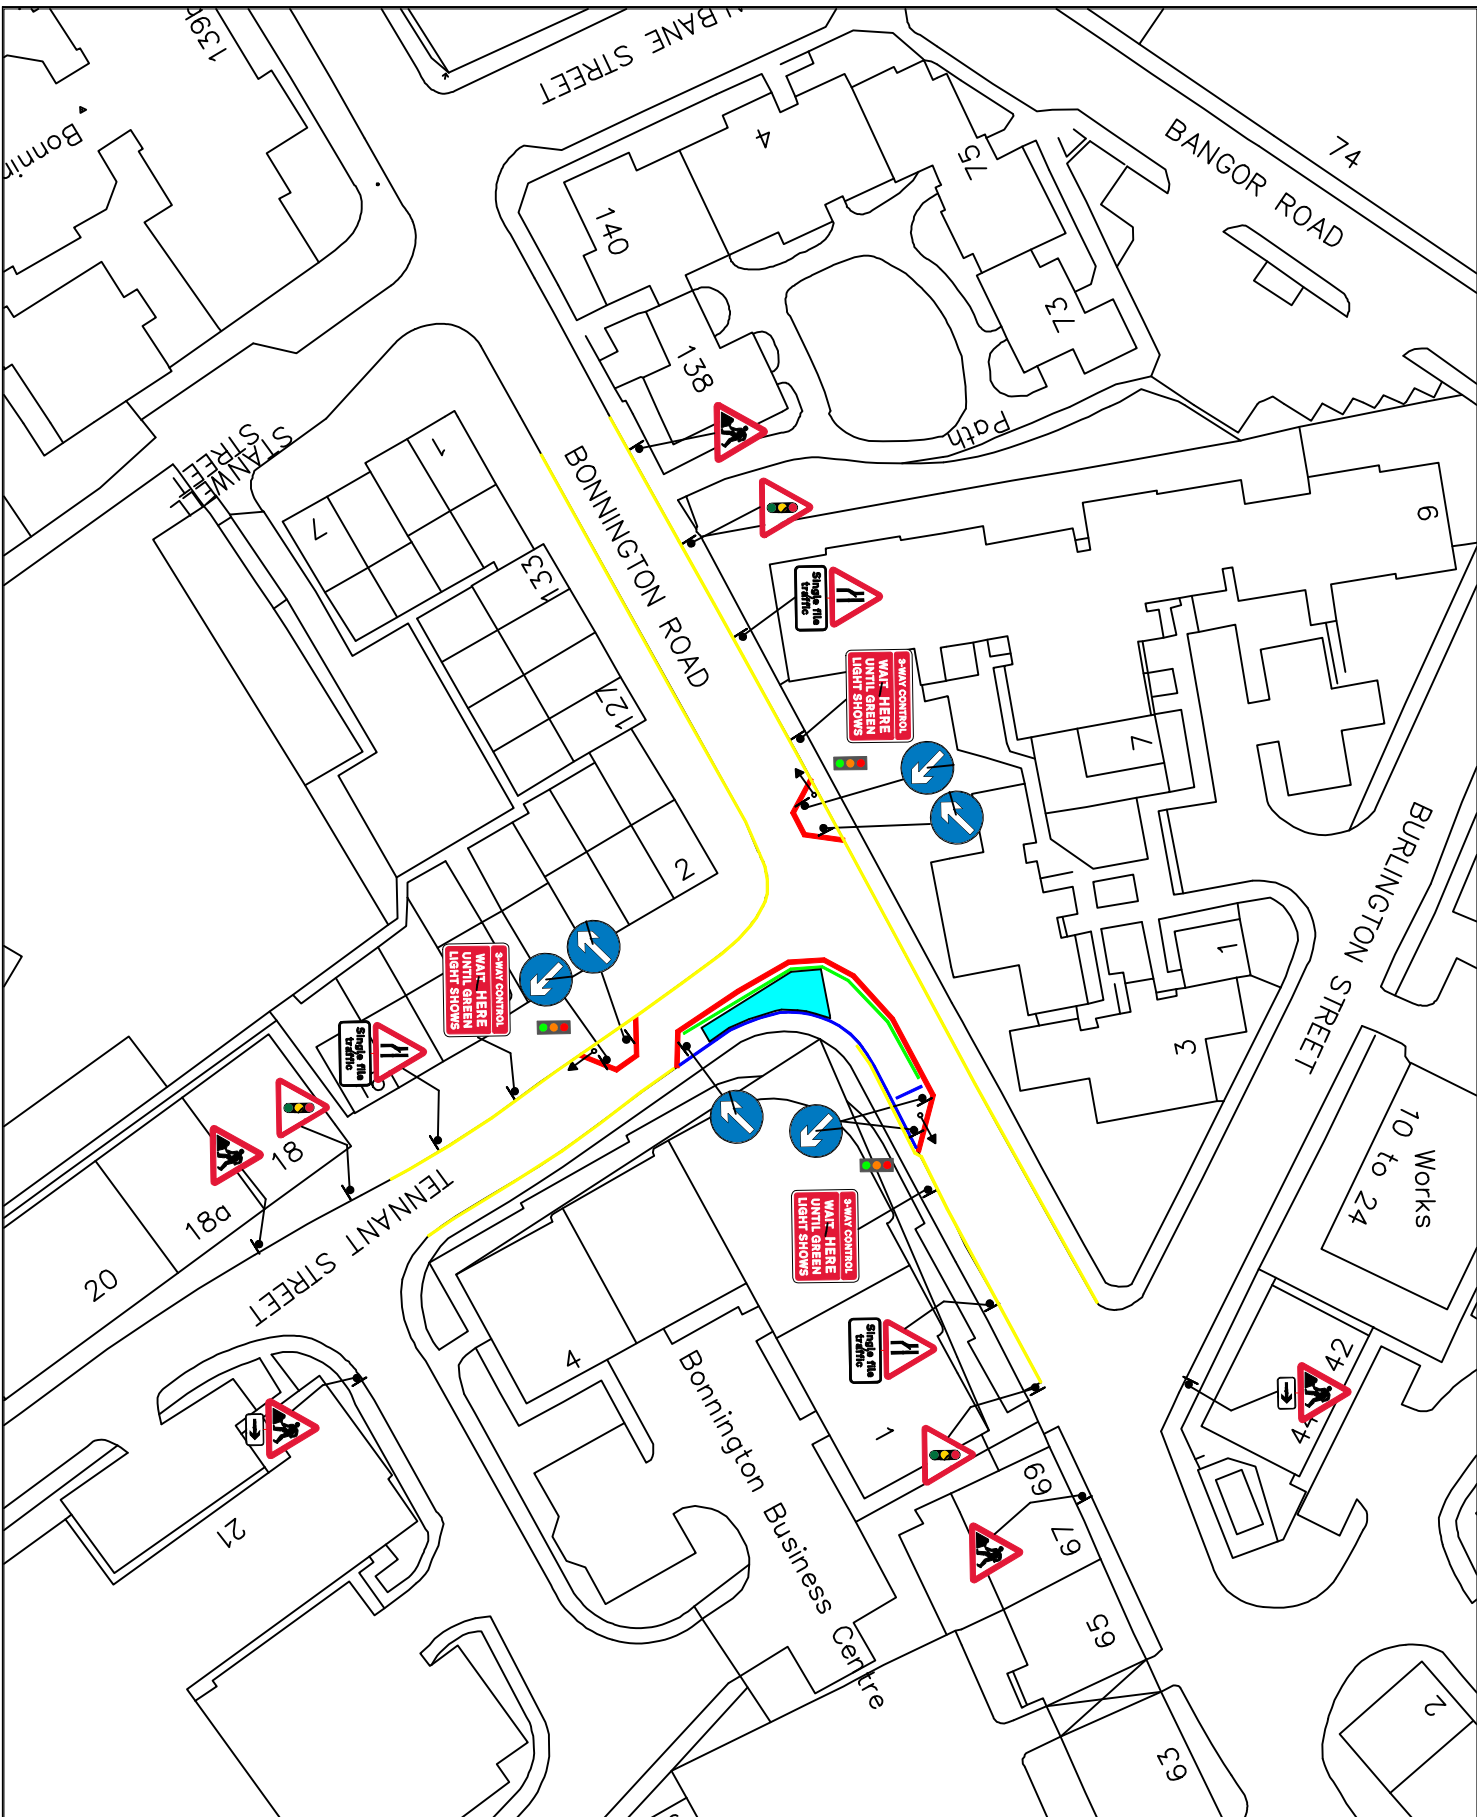 139b
N BANE STREET
Bonnin
4
75
BANGOR ROAD
74
140
73
138
Path
STANWELL
STREET
1
7
133
127
BONNINGTON ROAD
6
Single file
traffic
3-WAY CONTROL
WAIT HERE
UNTIL GREEN
LIGHT SHOWS
7
BURLINGTON STREET
2
1
3
3-WAY CONTROL
WAIT HERE
UNTIL GREEN
LIGHT SHOWS
Single file
traffic
18
18a
20
TENNANT STREET
Works
10 to 24
3-WAY CONTROL
WAIT HERE
UNTIL GREEN
LIGHT SHOWS
Single file
traffic
4
Bonnington Business Centre
1
42
44
69
67
65
63
21
2